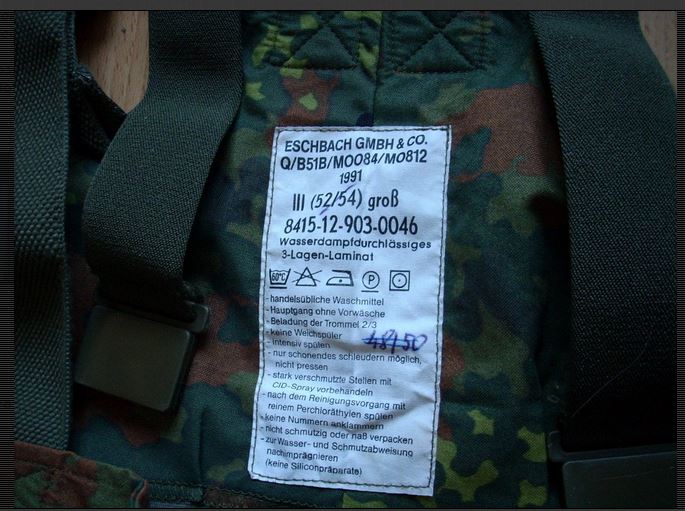 ESCHBACH GMBH & CO.
Q/B51B/M0084/M0812
1991
III (52/54) groß
8415-12-903-0046
Wasserdampfdurchlässiges
3-Lagen-Laminat
60°C P
- handelsübliche Waschmittel
- Hauptgang ohne Vorwäsche
- Beladung der Trommel 2/3
- keine Weichspüler
- intensiv spülen
48/50
- nur schonendes schleudern möglich,
nicht pressen
- stark verschmutzte Stellen mit
CID-Spray vorbehandeln
- nach dem Reinigungsvorgang mit
reinem Perchloräthylen spülen
- keine Nummern anklammern
- nicht schmutzig oder naß verpacken
- zur Wasser- und Schmutzabweisung
nachimprägnieren
(keine Siliconpräparate)